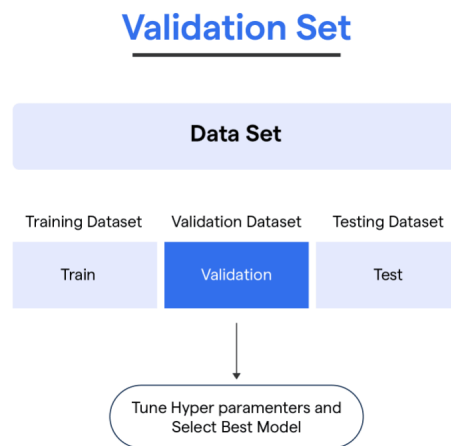 Validation Set
Data Set
Training Dataset Validation Dataset Testing Dataset
Train Validation Test
Tune Hyper paramenters and
Select Best Model